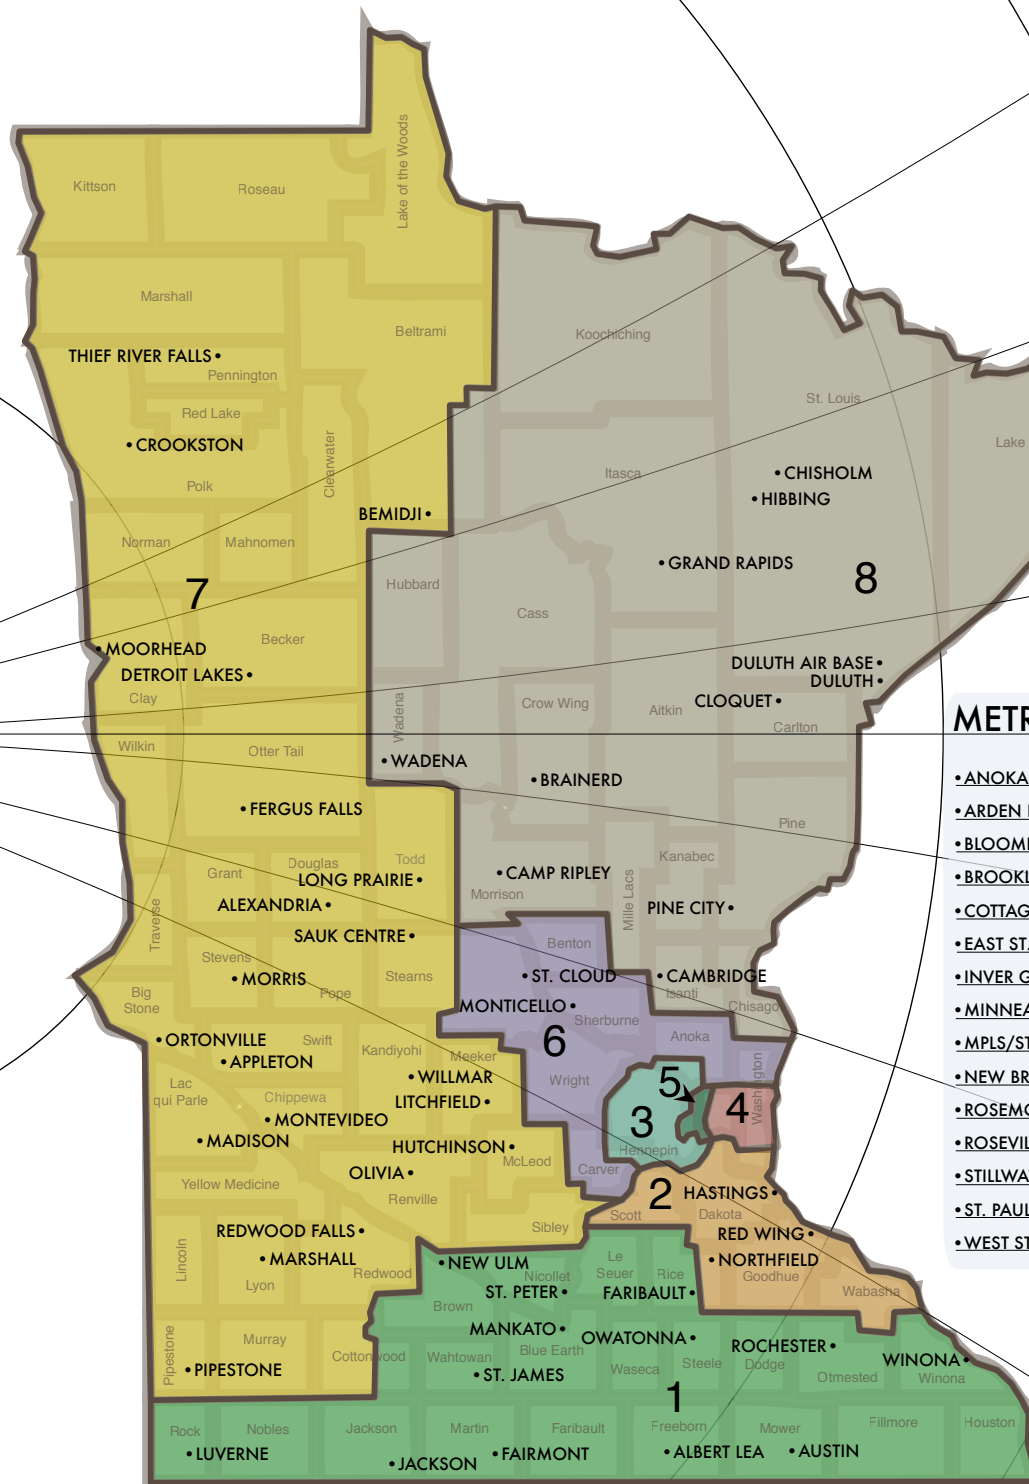 Kittson
Roseau
Lake of the Woods
Marshall
Beltrami
Koochiching
THIEF RIVER FALLS •
Pennington
St. Louis
Red Lake
• CROOKSTON
Clearwater
Lake
Polk
Itasca
• CHISHOLM
• HIBBING
BEMIDJI •
Norman
Mahnomen
• GRAND RAPIDS
7
Hubbard
8
Cass
Becker
• MOORHEAD
DETROIT LAKES •
DULUTH AIR BASE •
DULUTH •
Clay
Wadena
Crow Wing
Aitkin
CLOQUET •
Carlton
METR
Wilkin
Otter Tail
• WADENA
• BRAINERD
• ANOKA
• FERGUS FALLS
• ARDEN
Pine
• BLOOMI
Grant
Douglas
Todd
Kanabec
LONG PRAIRIE •
• CAMP RIPLEY
• BROOKL
Morrison
Mille Lacs
ALEXANDRIA •
PINE CITY •
• COTTAG
Traverse
SAUK CENTRE •
Benton
• EAST ST.
Stevens
• MORRIS
Pope
Stearns
• ST. CLOUD
• CAMBRIDGE
• INVER G
Big
Stone
Isanti
MONTICELLO •
Chisago
• MINNEA
Sherburne
• ORTONVILLE
Swift
Kandiyohi
6
Anoka
• MPLS/ST
• APPLETON
Meeker
• WILLMAR
Wright
5
Washington
• NEW BR
Lac
qui Parle
Chippewa
LITCHFIELD •
3
4
• ROSEMO
• MONTEVIDEO
• MADISON
HUTCHINSON •
Hennepin
• ROSEVIL
McLeod
OLIVIA •
Carver
• STILLWA
Yellow Medicine
Renville
2
HASTINGS •
• ST. PAUL
Scott
Dakota
REDWOOD FALLS •
Sibley
RED WING •
• WEST ST
Lincoln
• MARSHALL
• NEW ULM
• NORTHFIELD
Lyon
Redwood
Nicollet
Le
Seuer
Rice
Goodhue
ST. PETER •
FARIBAULT •
Wabasha
Brown
MANKATO •
OWATONNA •
Pipestone
Murray
Cottonwood
Wahtowan
Blue Earth
ROCHESTER •
• PIPESTONE
• ST. JAMES
Waseca
Steele
Dodge
WINONA •
Olmested
Winona
1
Rock
Nobles
Jackson
Martin
Faribault
Freeborn
Mower
Fillmore
Houston
• LUVERNE
• JACKSON
• FAIRMONT
• ALBERT LEA
• AUSTIN